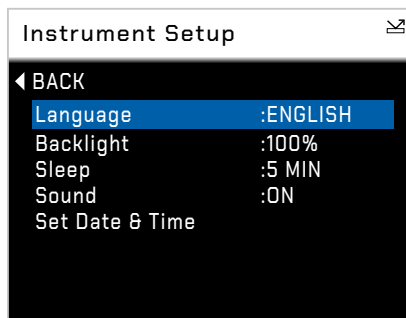 Instrument Setup
BACK
Language :ENGLISH
Backlight :100%
Sleep :5 MIN
Sound :ON
Set Date & Time